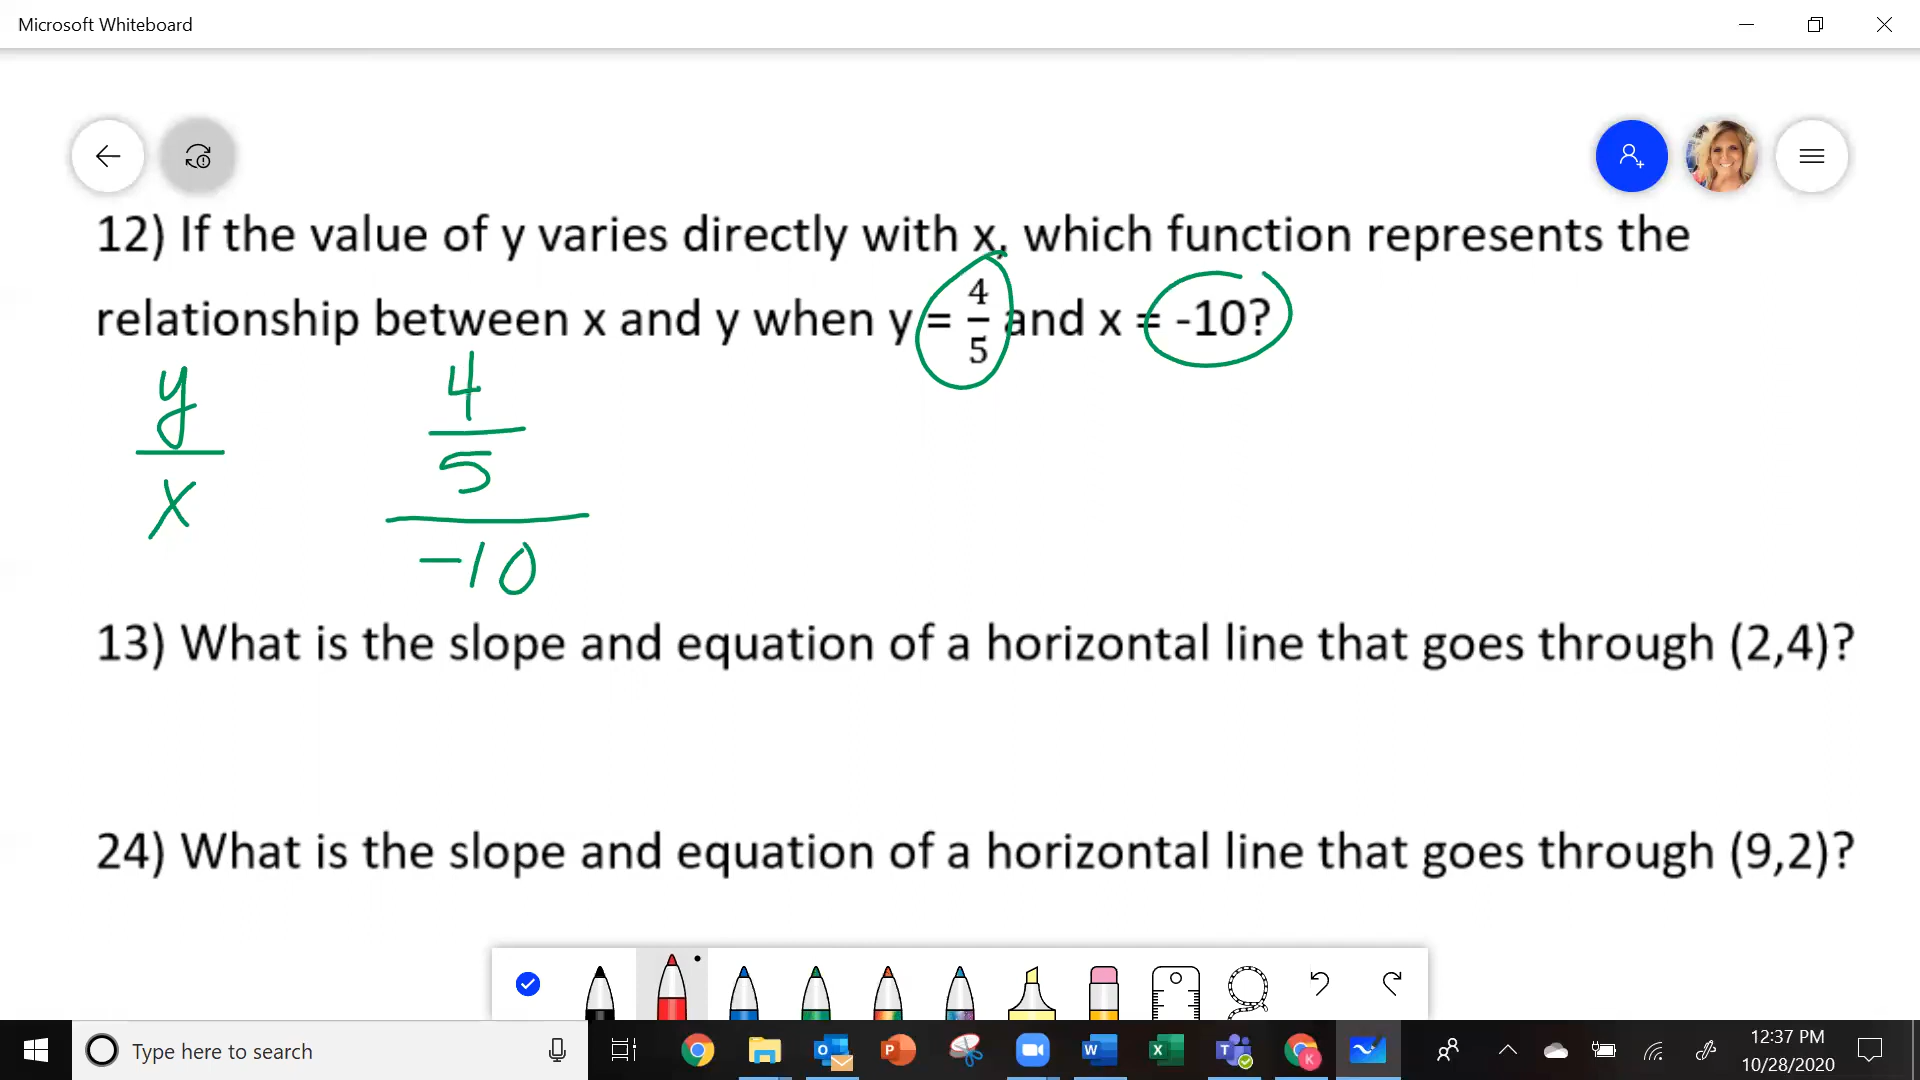 Microsoft Whiteboard
12) If the value of y varies directly with x, which function represents the
relationship between x and y when y = 4/5 and x = -10?
y/x
4/5
-10
13) What is the slope and equation of a horizontal line that goes through (2,4)?
24) What is the slope and equation of a horizontal line that goes through (9,2)?
Type here to search
12:37 PM
10/28/2020